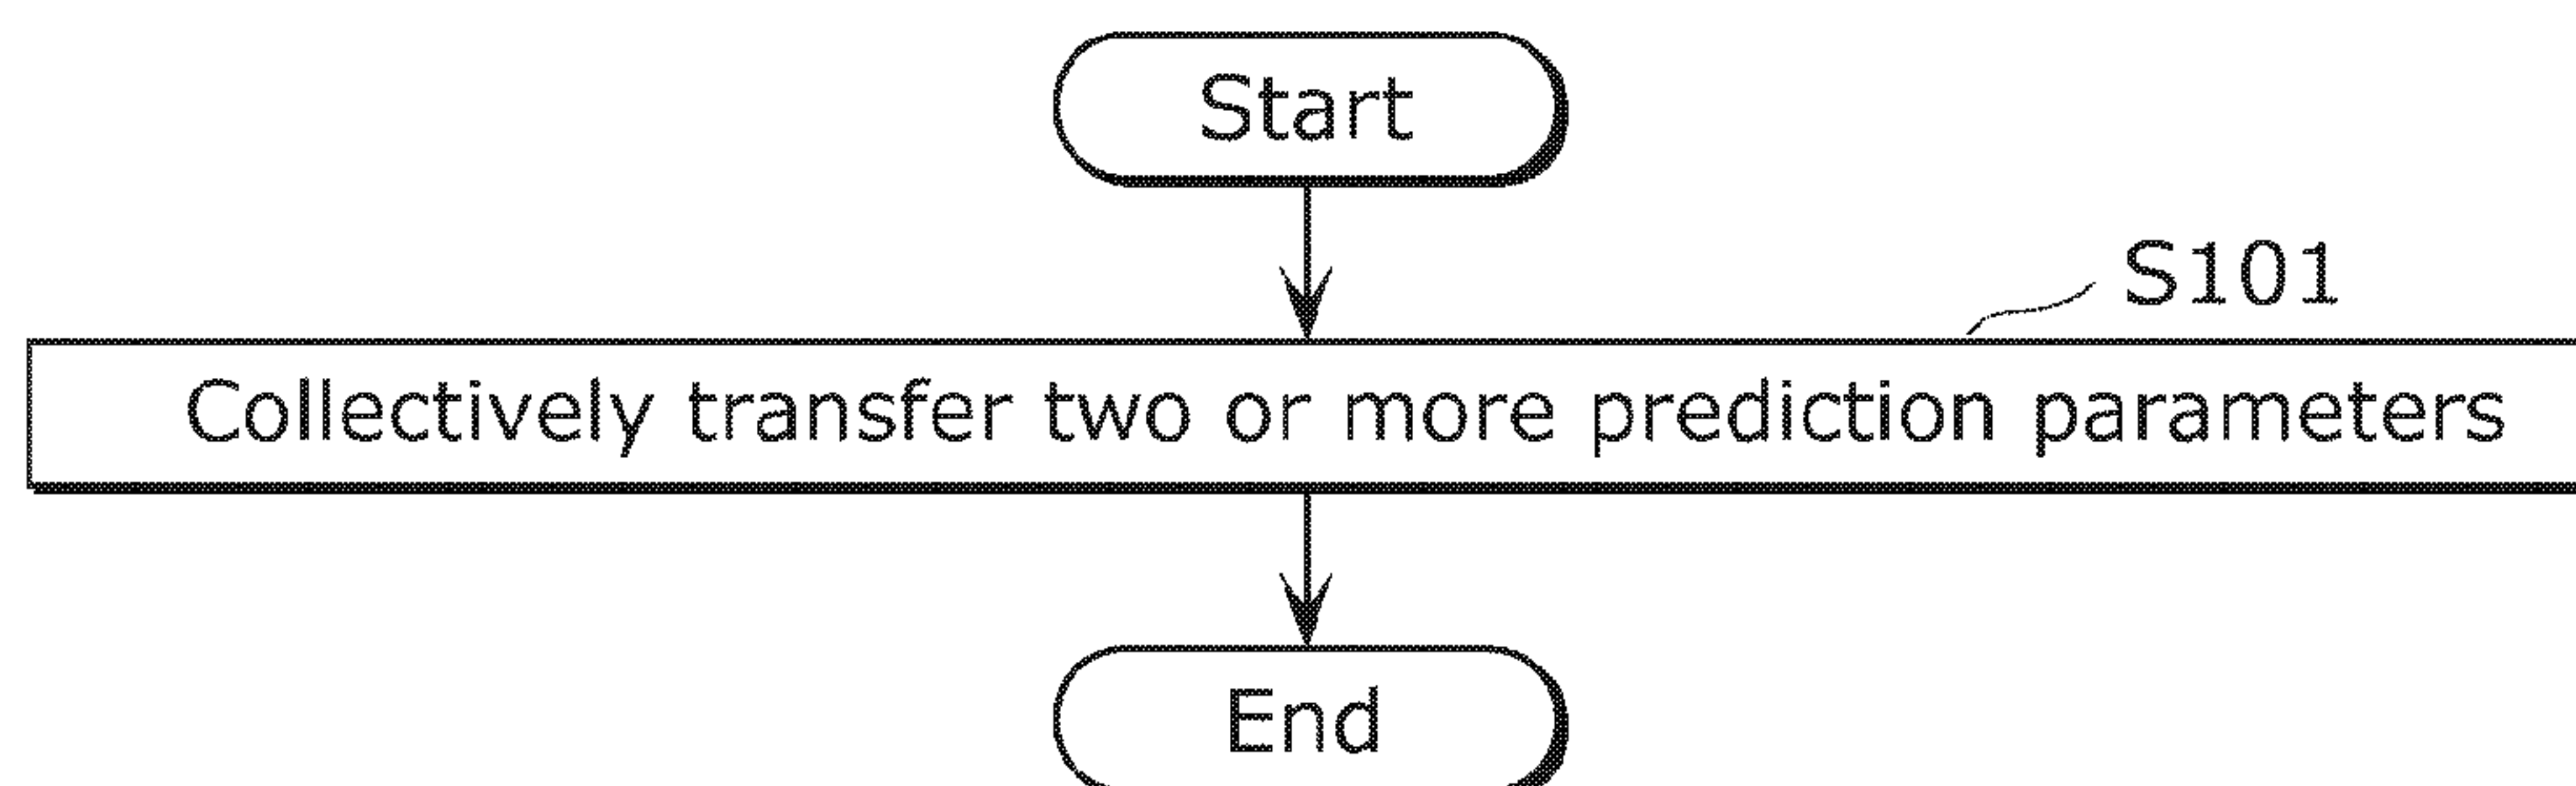 Start
S101
Collectively transfer two or more prediction parameters
End